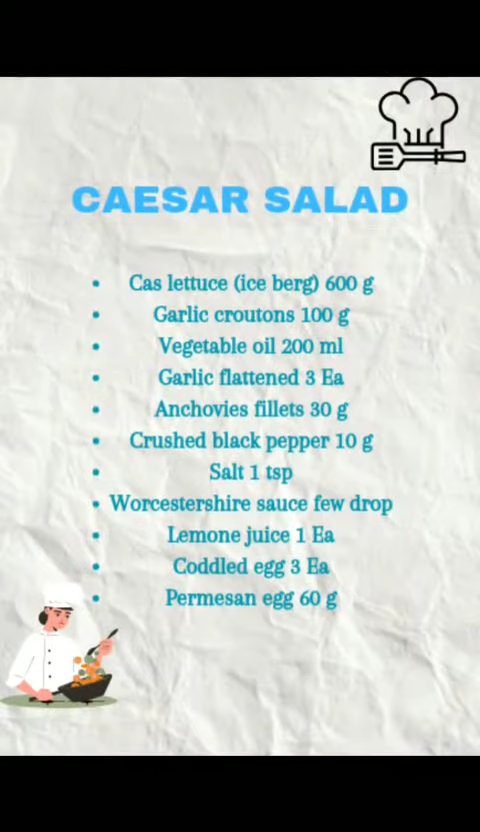 CAESAR SALAD
• Cas lettuce (ice berg) 600 g
• Garlic croutons 100 g
• Vegetable oil 200 ml
• Garlic flattened 3 Ea
• Anchovies fillets 30 g
• Crushed black pepper 10 g
• Salt 1 tsp
• Worcestershire sauce few drop
• Lemone juice 1 Ea
• Coddled egg 3 Ea
• Permesan egg 60 g